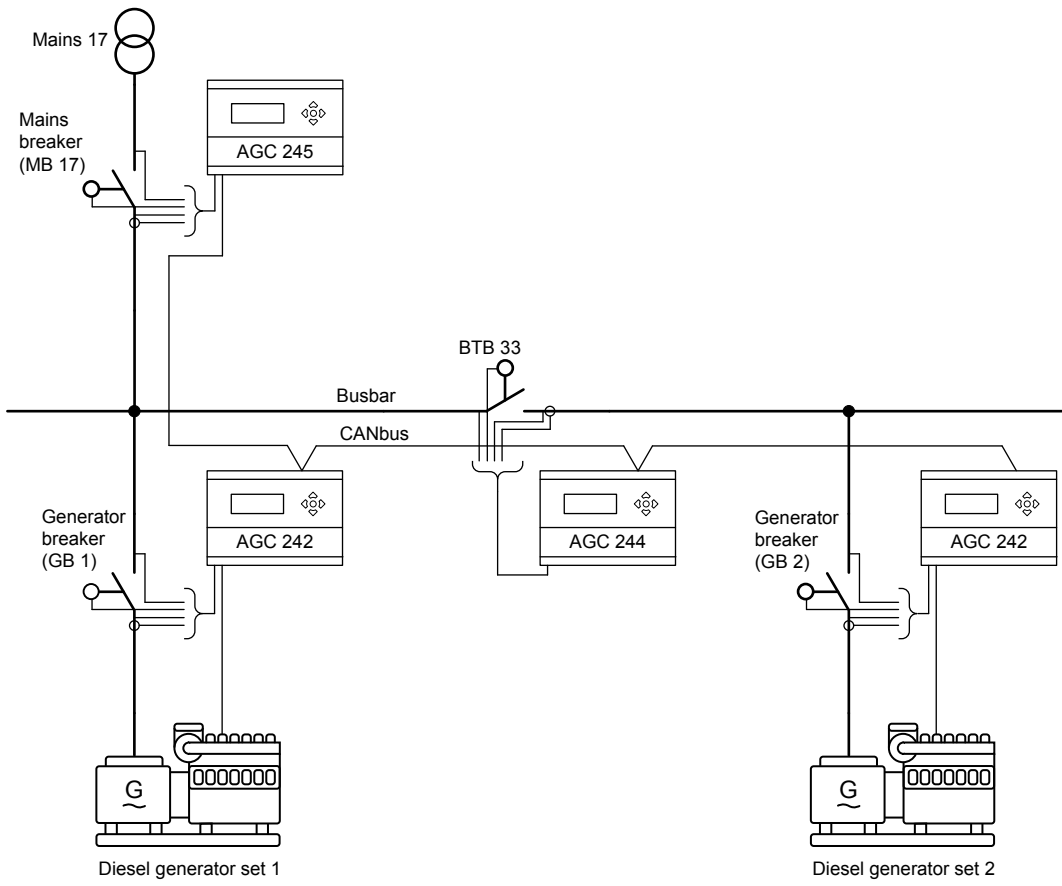 Mains 17
Mains
breaker
(MB 17)
AGC 245
BTB 33
Busbar
CANbus
Generator
breaker
(GB 1)
AGC 242
AGC 244
Generator
breaker
(GB 2)
AGC 242
G
G
Diesel generator set 1
Diesel generator set 2